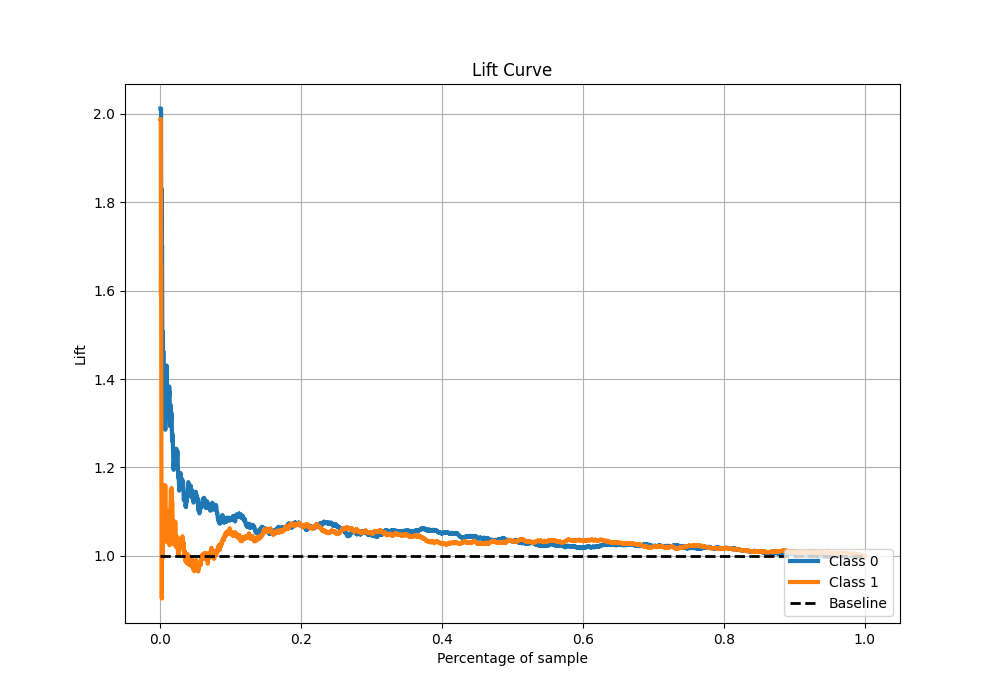 Lift Curve
2.0
1.8
1.6
1.4
1.2
1.0
Lift
0.0 0.2 0.4 0.6 0.8 1.0
Percentage of sample
Class 0
Class 1
Baseline